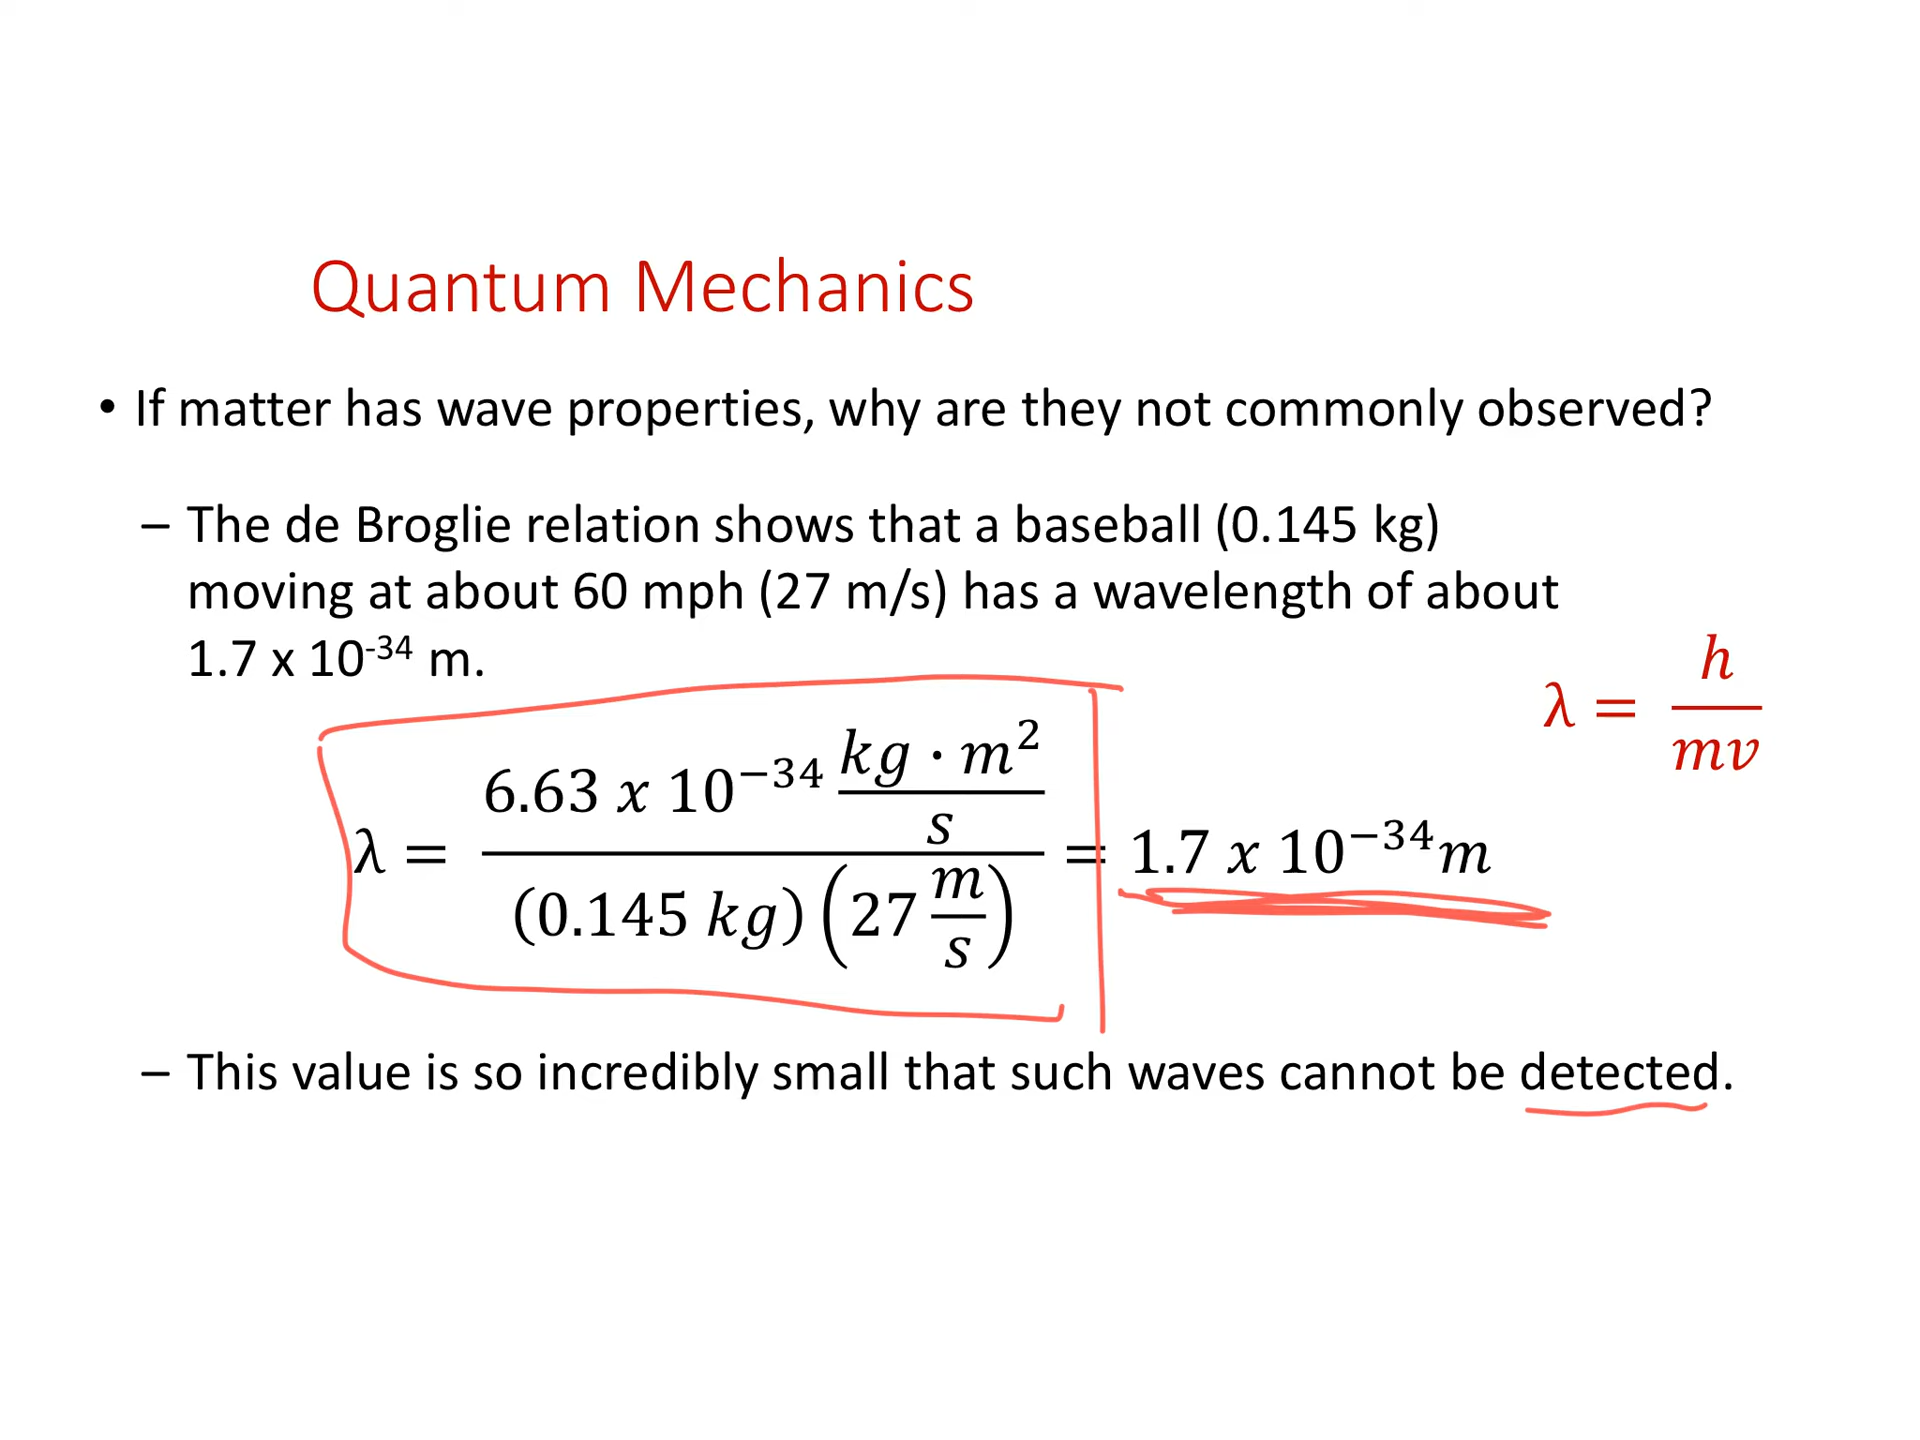 Quantum Mechanics
• If matter has wave properties, why are they not commonly observed?
– The de Broglie relation shows that a baseball (0.145 kg)
moving at about 60 mph (27 m/s) has a wavelength of about
1.7 x 10⁻³⁴ m.
λ = h / mv
λ = 6.63 x 10⁻³⁴ kg · m² / s / (0.145 kg) (27 m/s) = 1.7 x 10⁻³⁴ m
– This value is so incredibly small that such waves cannot be detected.